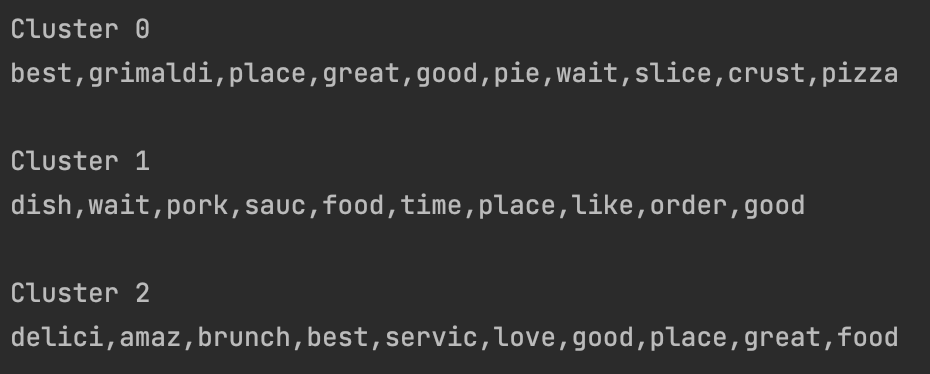 Cluster 0
best,grimaldi,place,great,good,pie,wait,slice,crust,pizza
Cluster 1
dish,wait,pork,sauc,food,time,place,like,order,good
Cluster 2
delici,amaz,brunch,best,servic,love,good,place,great,food